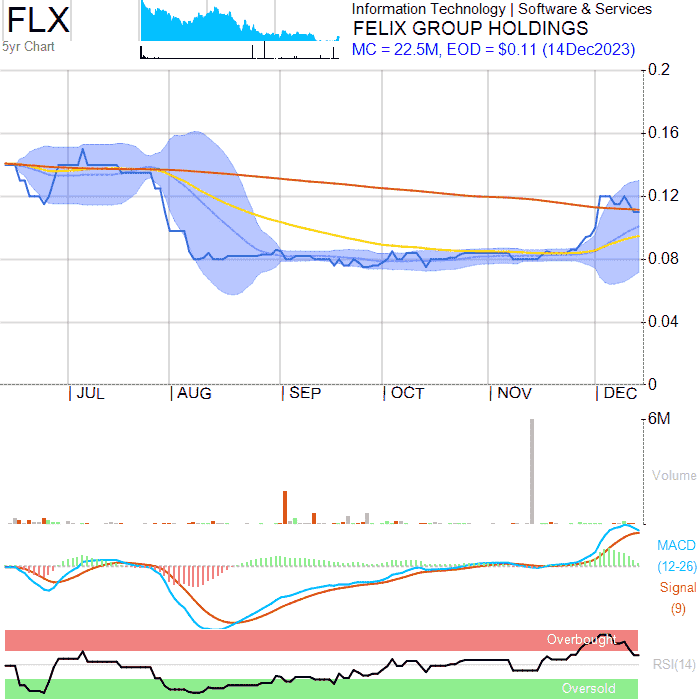 FLX
5yr Chart
Information Technology | Software & Services
FELIX GROUP HOLDINGS
MC = 22.5M, EOD = $0.11 (14Dec2023)
0.2
0.16
0.12
0.08
0.04
0
JUL
AUG
SEP
OCT
NOV
DEC
6M
Volume
MACD
(12-26)
Signal
(9)
Overbought
RSI(14)
Oversold